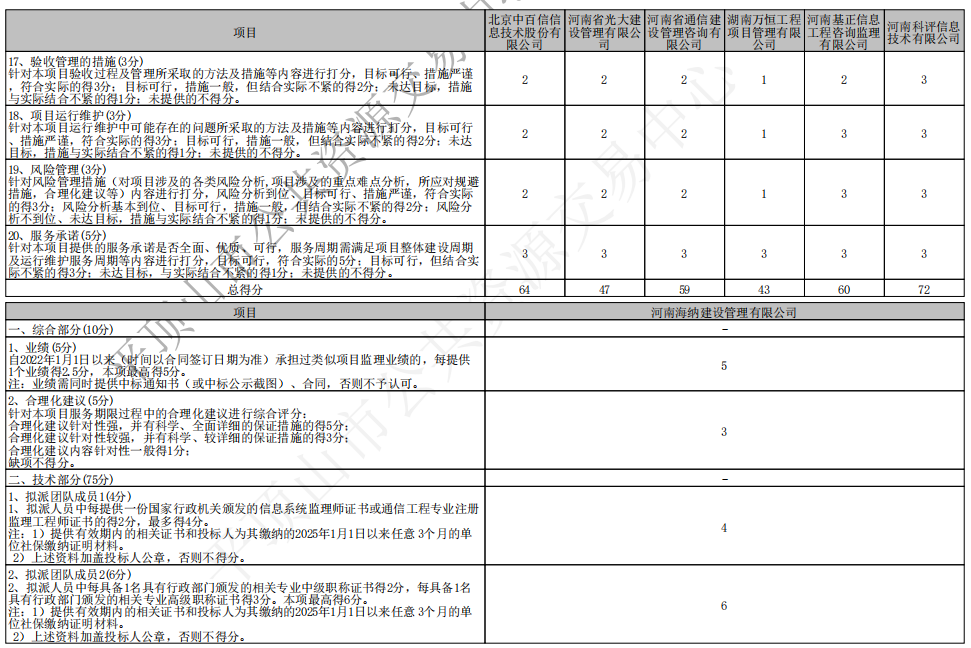 项目
北京中百信信
息技术股份有
限公司
河南省光大建
设管理有限公
司
河南省通信建
设管理咨询有
限公司
湖南万恒工程
项目管理有限
公司
河南基正信息
工程咨询监理
有限公司
河南科评信息
技术有限公司
17、验收管理的措施(3分)
针对本项目验收过程及管理所采取的方法及措施等内容进行打分，目标可行、措施严谨
，符合实际的得3分；目标可行，措施一般，但结合实际不紧的得2分；未达目标，措施
与实际结合不紧的得1分；未提供的不得分。
2 2 2 1 2 3
18、项目运行维护(3分)
针对本项目运行维护中可能存在的问题所采取的方法及措施等内容进行打分，目标可行
、措施严谨，符合实际的得3分；目标可行，措施一般，但结合实际不紧的得2分；未达
目标，措施与实际结合不紧的得1分；未提供的不得分。
2 2 2 1 3 3
19、风险管理(3分)
针对风险管理措施（对项目涉及的各类风险分析,项目涉及的重点难点分析，所应对规避
措施，合理化建议等）内容进行打分，风险分析到位、目标可行、措施严谨，符合实际
的得3分；风险分析基本到位、目标可行，措施一般，但结合实际不紧的得2分；风险分
析不到位、未达目标，措施与实际结合不紧的得1分；未提供的不得分。
2 2 2 1 3 3
20、服务承诺(5分)
针对本项目提供的服务承诺是否全面、优质、可行，服务周期需满足项目整体建设周期
及运行维护服务周期等内容进行打分，目标可行，符合实际的5分；目标可行，但结合实
际不紧的得3分；未达目标，与实际结合不紧的得1分；未提供的不得分。
3 3 3 3 3 3
总得分 64 47 59 43 60 72
项目 河南海纳建设管理有限公司
一、综合部分(10分) -
1、业绩(5分)
自2022年1月1日以来（时间以合同签订日期为准）承担过类似项目监理业绩的，每提供
1个业绩得2.5分，本项最高得5分。
注：业绩需同时提供中标通知书（或中标公示截图）、合同，否则不予认可。
5
2、合理化建议(5分)
针对本项目服务期限过程中的合理化建议进行综合评分：
合理化建议针对性强，并有科学、全面详细的保证措施的得5分；
合理化建议针对性较强，并有科学、较详细的保证措施的得3分；
合理化建议内容针对性一般得1分；
缺项不得分。
3
二、技术部分(75分) -
1、拟派团队成员1(4分)
1、拟派人员中每提供一份国家行政机关颁发的信息系统监理师证书或通信工程专业注册
监理工程师证书的得2分，最多得4分。
注：1）提供有效期内的相关证书和投标人为其缴纳的2025年1月1日以来任意 3个月的单
位社保缴纳证明材料。
2）上述资料加盖投标人公章，否则不得分。
4
2、拟派团队成员2(6分)
2、拟派人员中每具备1名具有行政部门颁发的相关专业中级职称证书得2分，每具备1名
具有行政部门颁发的相关专业高级职称证书得3分。本项最高得6分。
注：1）提供有效期内的相关证书和投标人为其缴纳的2025年1月1日以来任意 3个月的单
位社保缴纳证明材料。
2）上述资料加盖投标人公章，否则不得分。
6
平顶山市公共资源交易中心
平顶山市公共资源交易中心